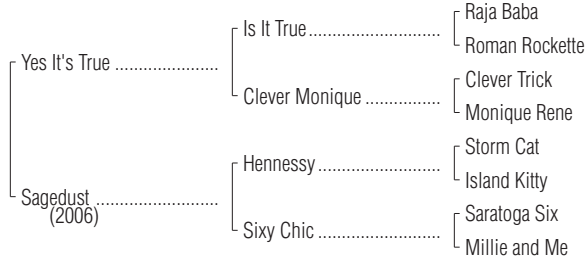 Raja Baba
Is It True
Roman Rockette
Yes It's True
Clever Trick
Clever Monique
Monique Rene
Storm Cat
Hennessy
Island Kitty
Sagedust
(2006)
Saratoga Six
Sixy Chic
Millie and Me